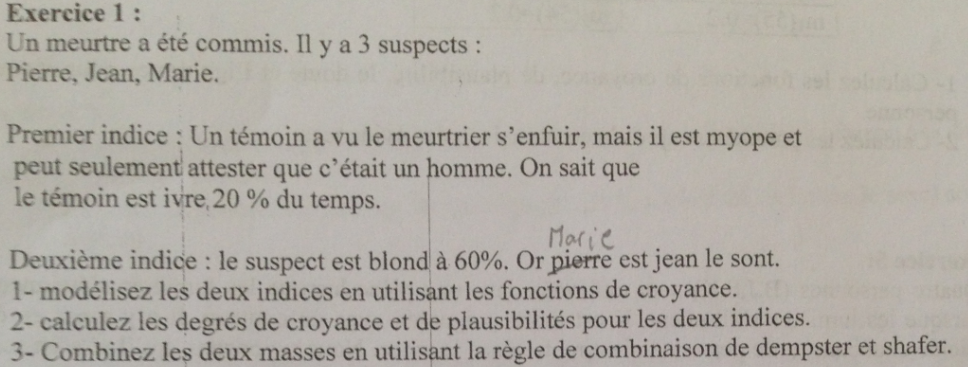 Exercice 1 :
Un meurtre a été commis. Il y a 3 suspects :
Pierre, Jean, Marie.
Premier indice : Un témoin a vu le meurtrier s'enfuir, mais il est myope et
peut seulement attester que c'était un homme. On sait que
le témoin est ivre 20 % du temps.
Marie
Deuxième indice : le suspect est blond à 60%. Or pierre est jean le sont.
1- modélisez les deux indices en utilisant les fonctions de croyance.
2- calculez les degrés de croyance et de plausibilités pour les deux indices.
3- Combinez les deux masses en utilisant la règle de combinaison de dempster et shafer.